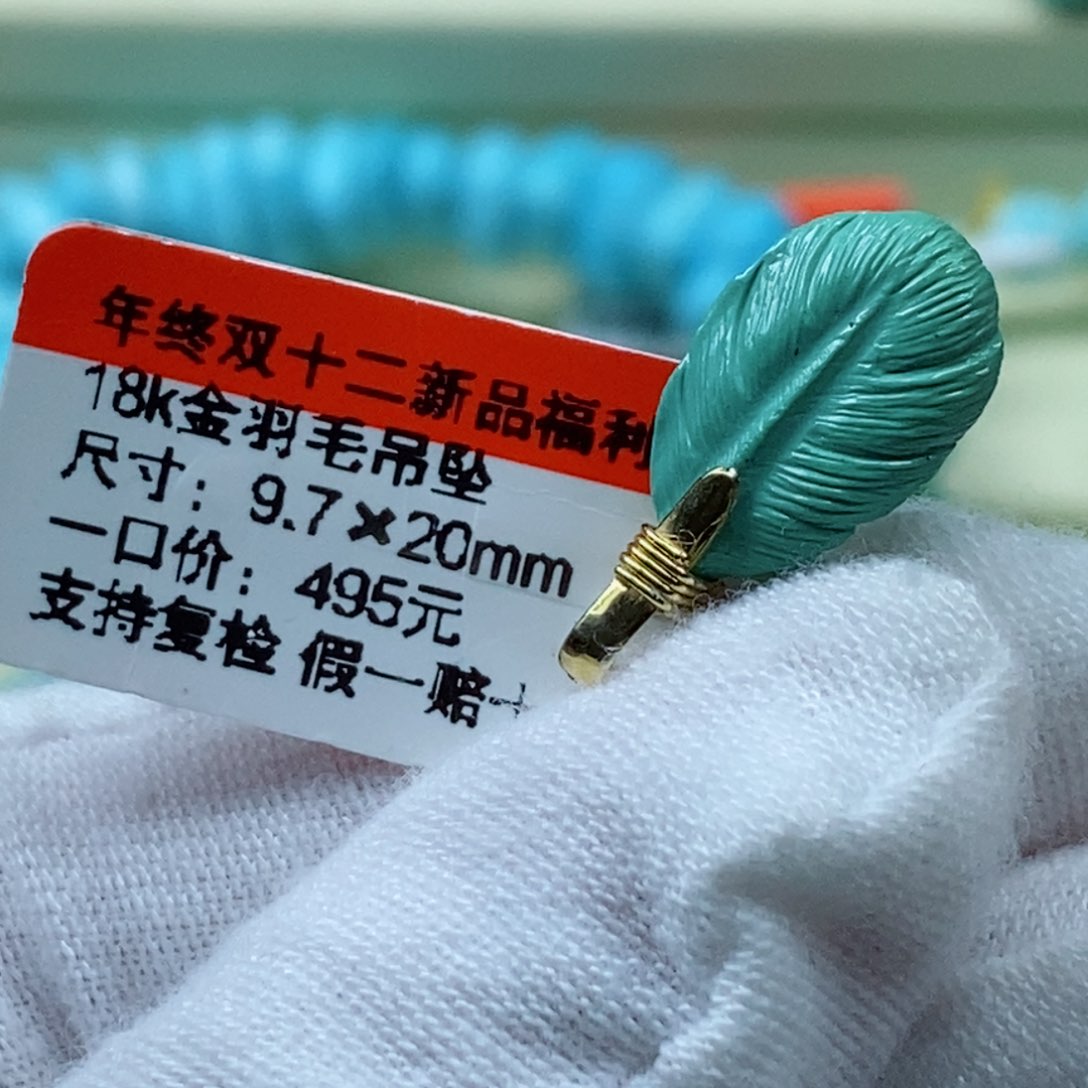 年终双十二新品福利
18k金羽毛吊坠
尺寸：9.7×20mm
一口价：495元
支持复检 假一赔十